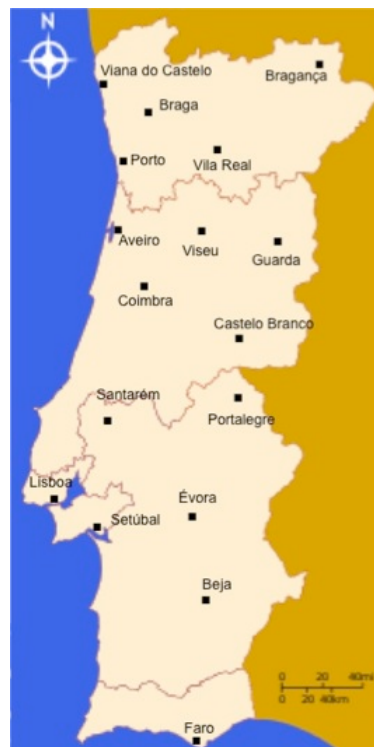 N
Viana do Castelo
Bragança
Braga
Porto
Vila Real
Aveiro
Viseu
Guarda
Coimbra
Castelo Branco
Santarém
Portalegre
Lisboa
Évora
Setúbal
Beja
0 20 40mi
0 20 40km
Faro